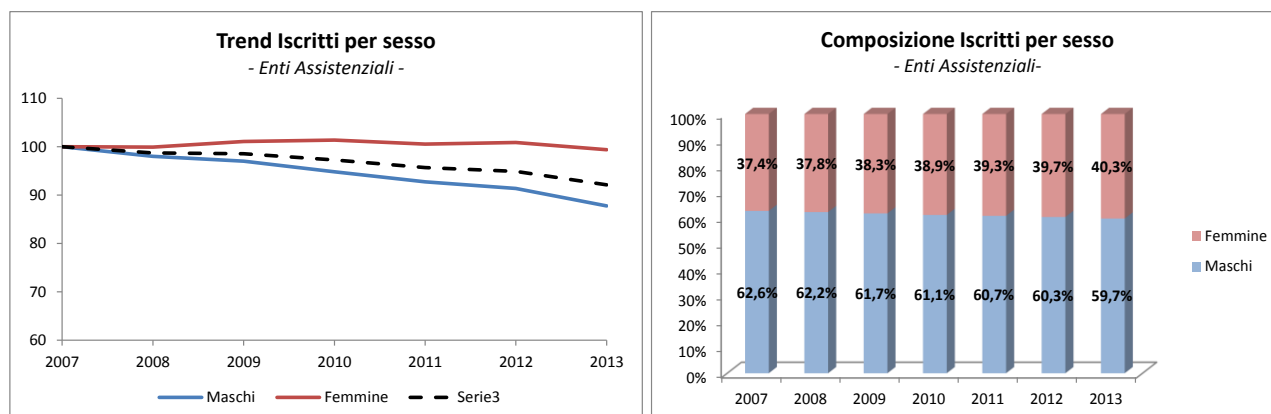 Trend Iscritti per sesso
- Enti Assistenziali -
110
100
90
80
70
60
2007 2008 2009 2010 2011 2012 2013
Maschi Femmine Serie3
Composizione Iscritti per sesso
- Enti Assistenziali-
100%
90%
80%
70%
60%
50%
40%
30%
20%
10%
0%
37,4% 37,8% 38,3% 38,9% 39,3% 39,7% 40,3%
62,6% 62,2% 61,7% 61,1% 60,7% 60,3% 59,7%
2007 2008 2009 2010 2011 2012 2013
Femmine
Maschi